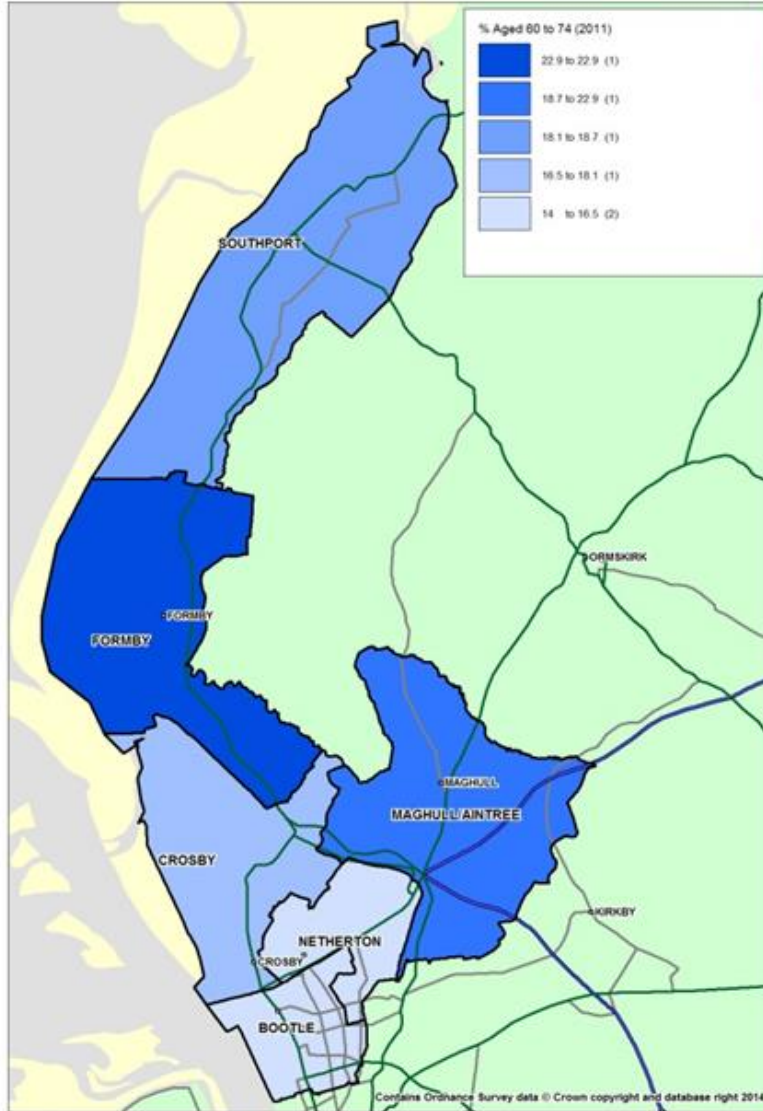 % Aged 60 to 74 (2011)
22.9 to 22.9 (1)
18.7 to 22.9 (1)
18.1 to 18.7 (1)
16.5 to 18.1 (1)
14 to 16.5 (2)
SOUTHPORT
ORMSKIRK
FORMBY
FORMBY
MAGHULL
MAGHULL/AINTREE
CROSBY
KIRKBY
NETHERTON
CROSBY
BOOTLE
Contains Ordnance Survey data © Crown copyright and database right 2014